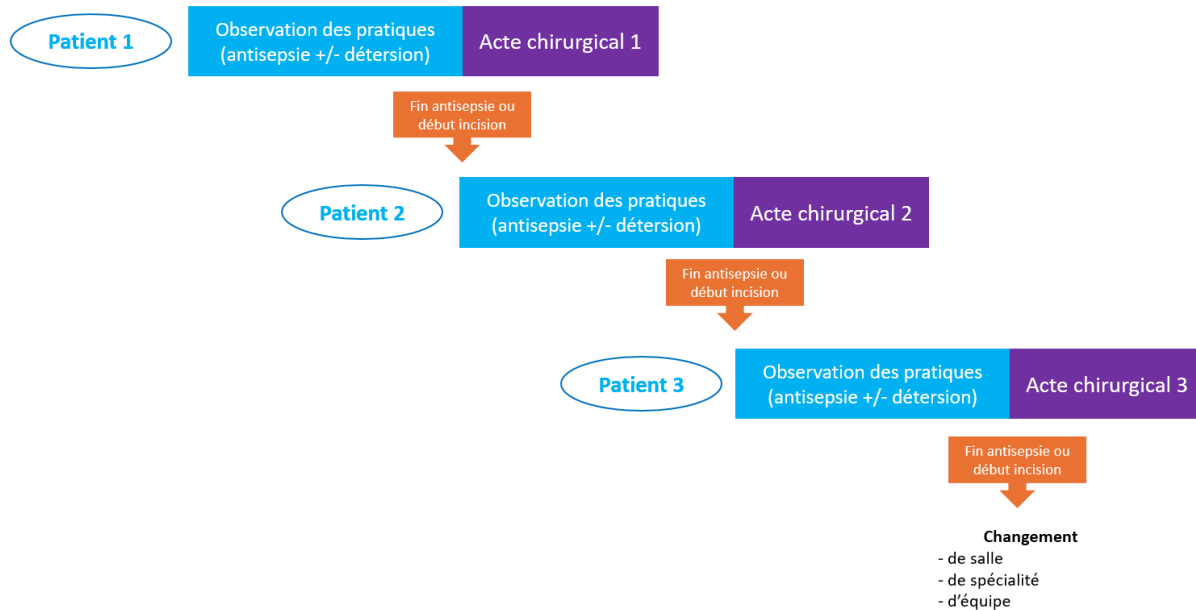 Patient 1
Observation des pratiques
(antisepsie +/- détersion)
Acte chirurgical 1
Fin antisepsie ou
début incision
Patient 2
Observation des pratiques
(antisepsie +/- détersion)
Acte chirurgical 2
Fin antisepsie ou
début incision
Patient 3
Observation des pratiques
(antisepsie +/- détersion)
Acte chirurgical 3
Fin antisepsie ou
début incision
Changement
- de salle
- de spécialité
- d'équipe